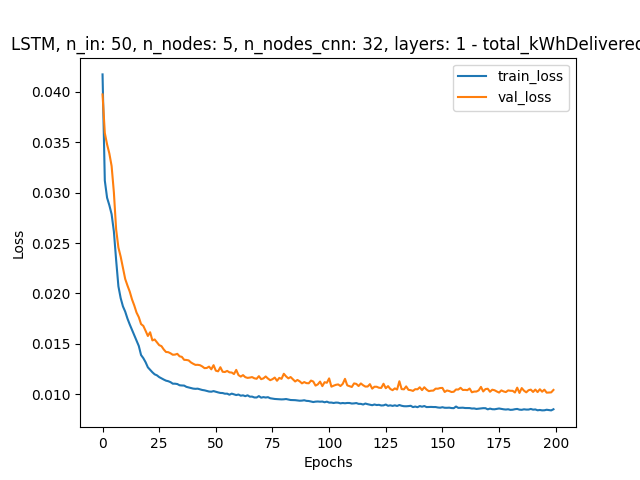 LSTM, n_in: 50, n_nodes: 5, n_nodes_cnn: 32, layers: 1 - total_kWhDelivered
train_loss
val_loss
0.040
0.035
0.030
0.025
0.020
0.015
0.010
Loss
0 25 50 75 100 125 150 175 200
Epochs